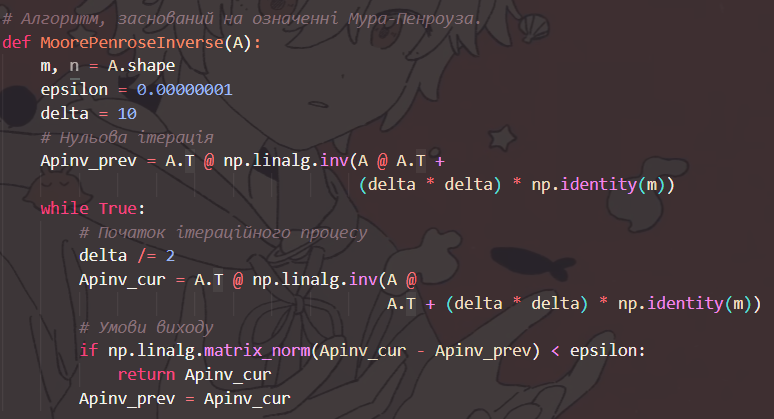 # Алгоритм, заснований на означенні Мура-Пенроуза.
def MoorePenroseInverse(A):
    m, n = A.shape
    epsilon = 0.00000001
    delta = 10
    # Нульова ітерація
    Apinv_prev = A.T @ np.linalg.inv(A @ A.T +
                                     (delta * delta) * np.identity(m))
    while True:
        # Початок ітераційного процесу
        delta /= 2
        Apinv_cur = A.T @ np.linalg.inv(A @
                                        A.T + (delta * delta) * np.identity(m))
        # Умови виходу
        if np.linalg.matrix_norm(Apinv_cur - Apinv_prev) < epsilon:
            return Apinv_cur
        Apinv_prev = Apinv_cur